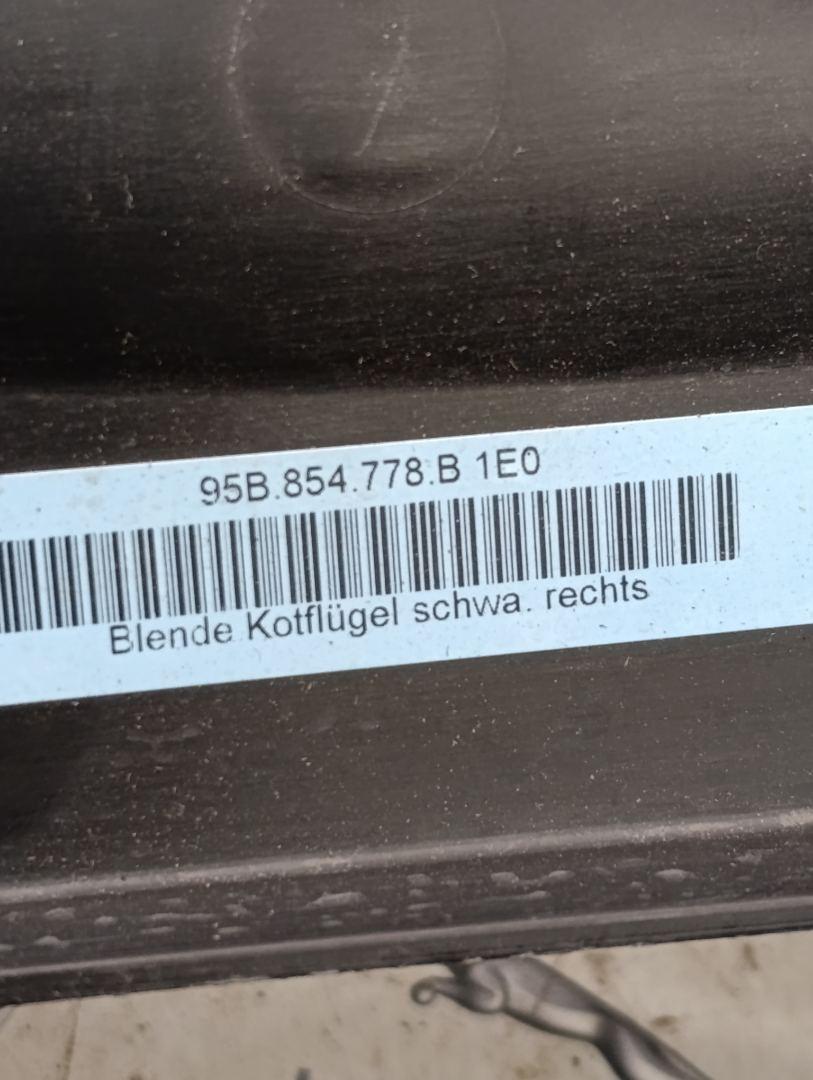 95B.854.778.B 1E0
Blende Kotflügel schwa. rechts